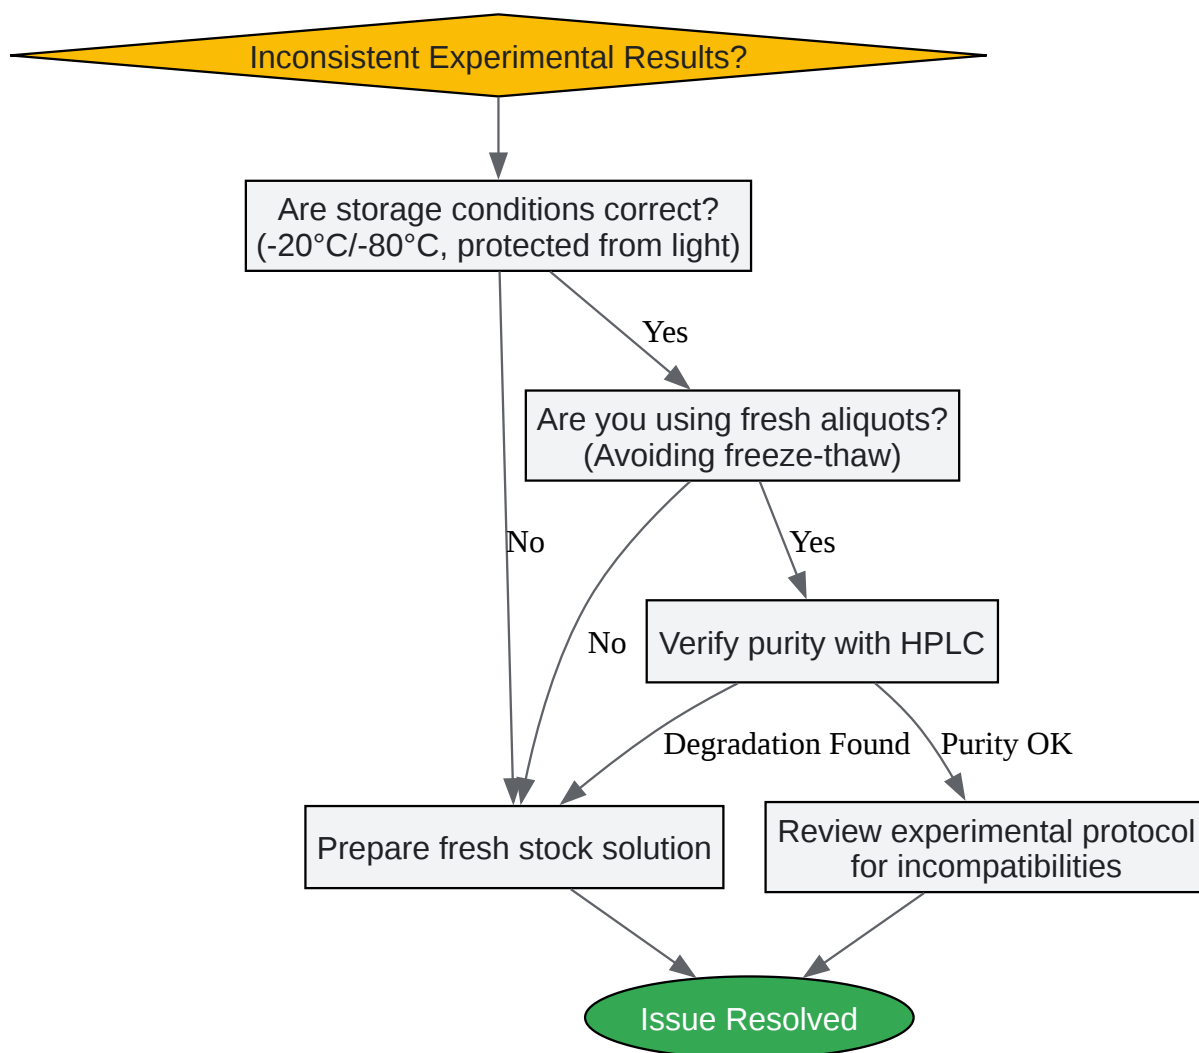 Inconsistent Experimental Results?
Are storage conditions correct?
(-20°C/-80°C, protected from light)
Yes
Are you using fresh aliquots?
(Avoiding freeze-thaw)
No
Yes
No
Verify purity with HPLC
Degradation Found
Purity OK
Prepare fresh stock solution
Review experimental protocol
for incompatibilities
Issue Resolved